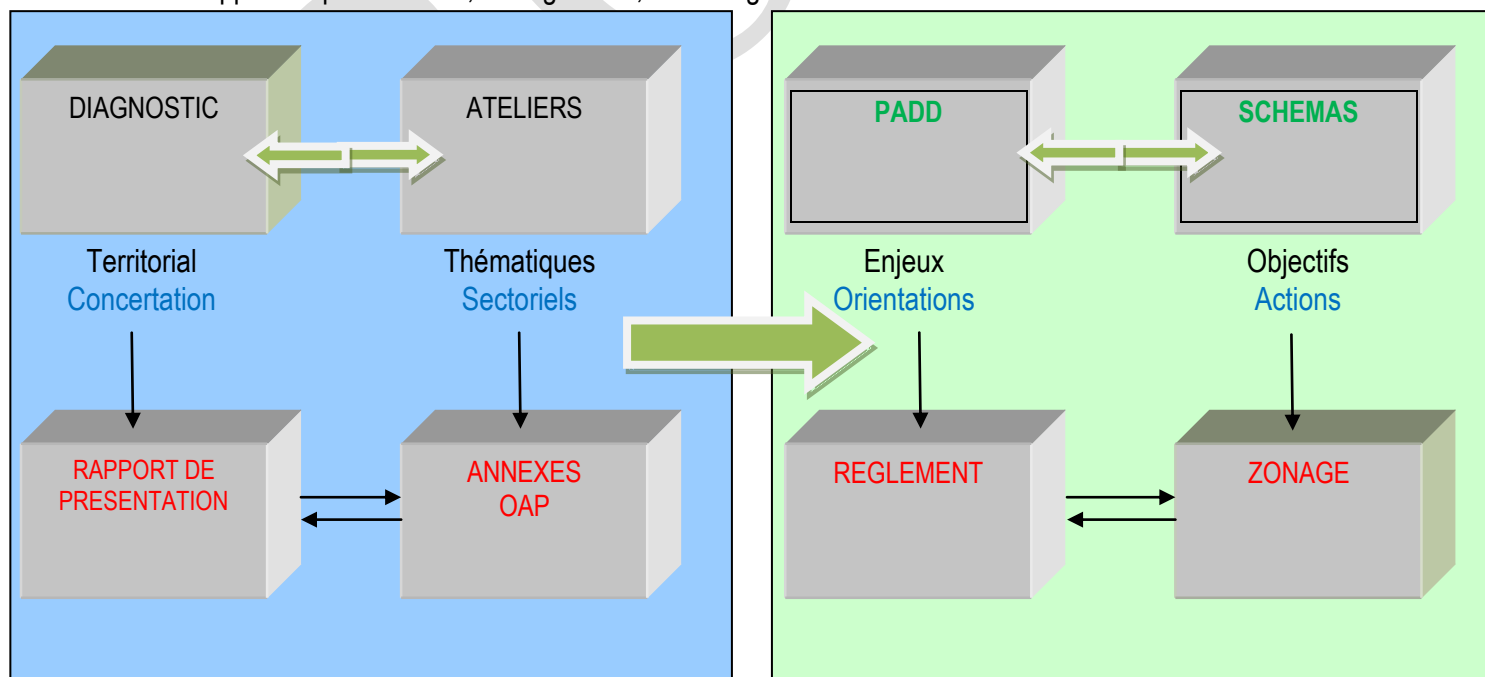 DIAGNOSTIC
ATELIERS
PADD
SCHEMAS
Territorial
Concertation
Thématiques
Sectoriels
Enjeux
Orientations
Objectifs
Actions
RAPPORT DE
PRESENTATION
ANNEXES
OAP
REGLEMENT
ZONAGE